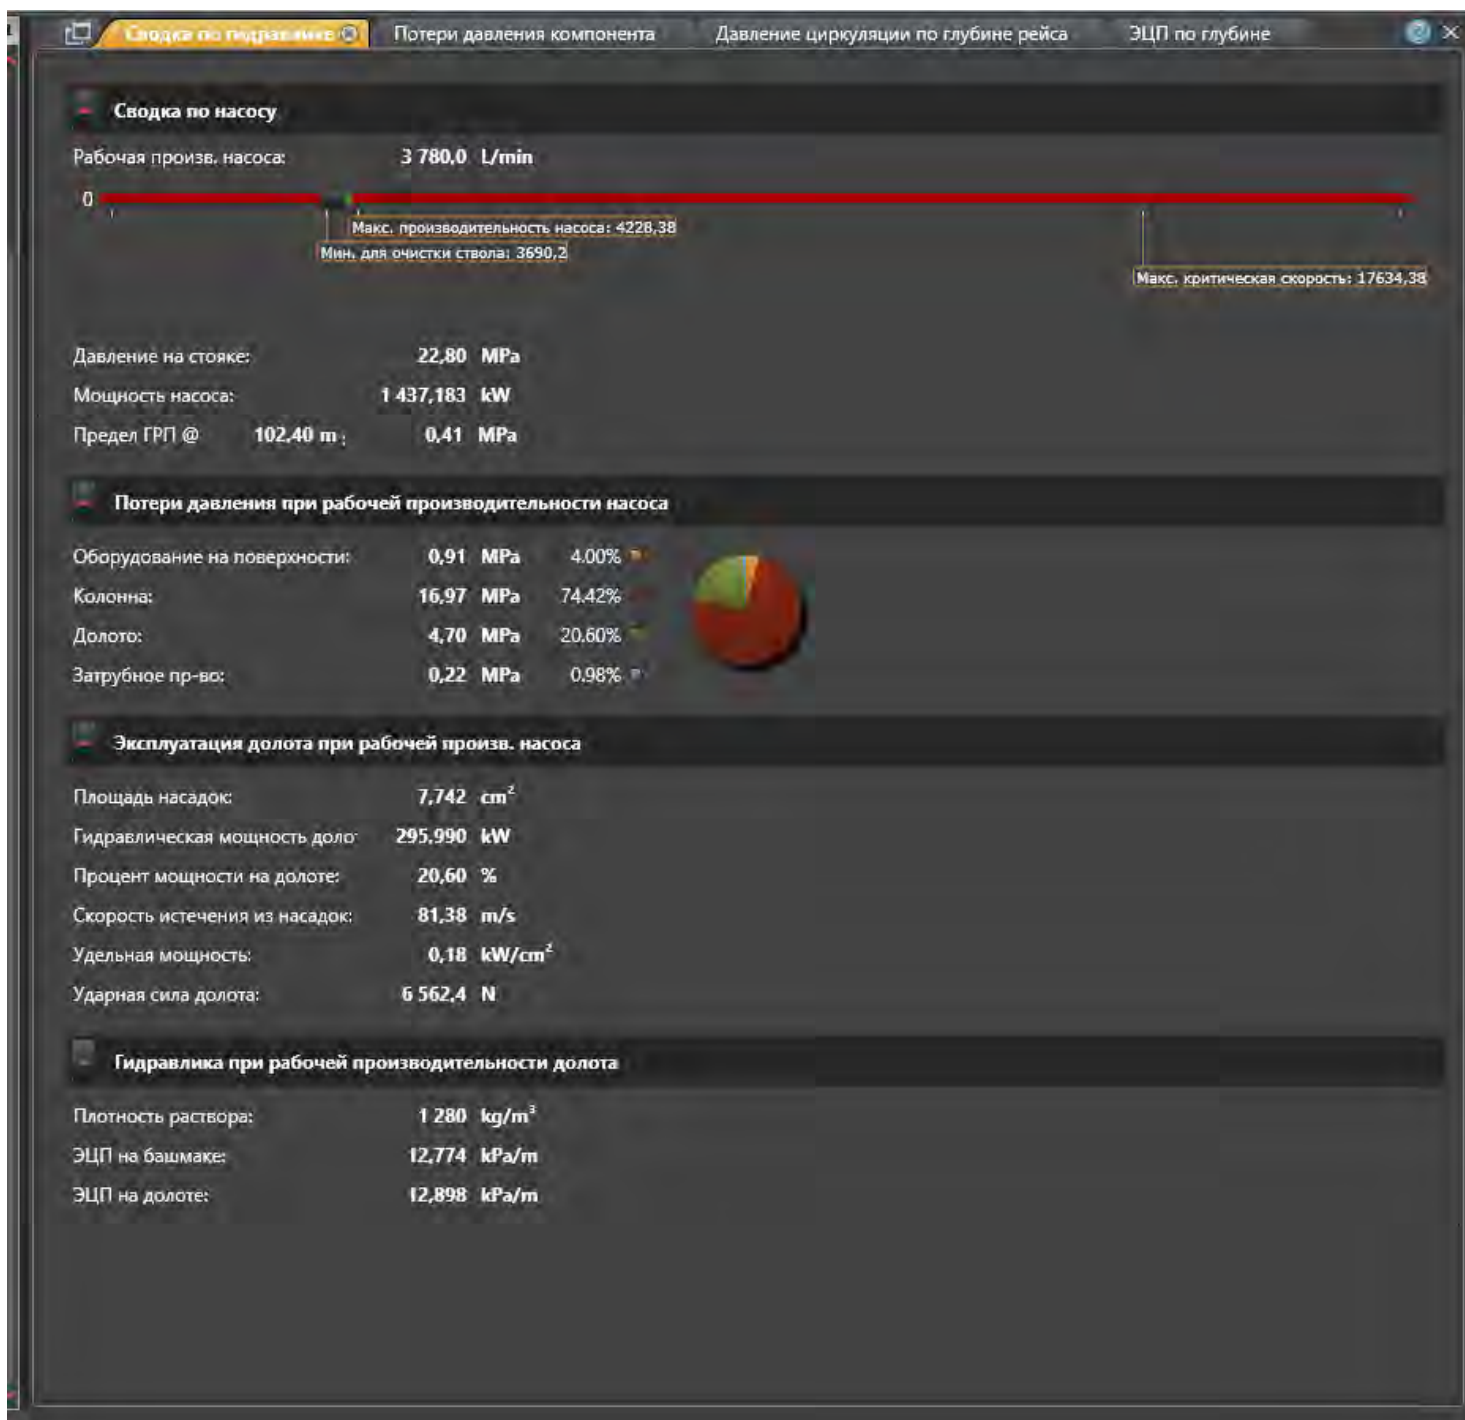 Сводка по гидравлике Потери давления компонента Давление циркуляции по глубине рейса ЭЦП по глубине
Сводка по насосу
Рабочая произв. насоса: 3 780,0 L/min
0
Макс. производительность насоса: 4228,38
Мин. для очистки ствола: 3690,2
Макс. критическая скорость: 17634,38
Давление на стояке: 22,80 MPa
Мощность насоса: 1 437,183 kW
Предел ГРП @ 102,40 m : 0,41 MPa
Потери давления при рабочей производительности насоса
Оборудование на поверхности: 0,91 MPa 4.00%
Колонна: 16,97 MPa 74.42%
Долото: 4,70 MPa 20.60%
Затрубное пр-во: 0,22 MPa 0.98%
Эксплуатация долота при рабочей произв. насоса
Площадь насадок: 7,742 cm²
Гидравлическая мощность доло 295,990 kW
Процент мощности на долоте: 20,60 %
Скорость истечения из насадок: 81,38 m/s
Удельная мощность: 0,18 kW/cm²
Ударная сила долота: 6 562,4 N
Гидравлика при рабочей производительности долота
Плотность раствора: 1 280 kg/m³
ЭЦП на башмаке: 12,774 kPa/m
ЭЦП на долоте: 12,898 kPa/m